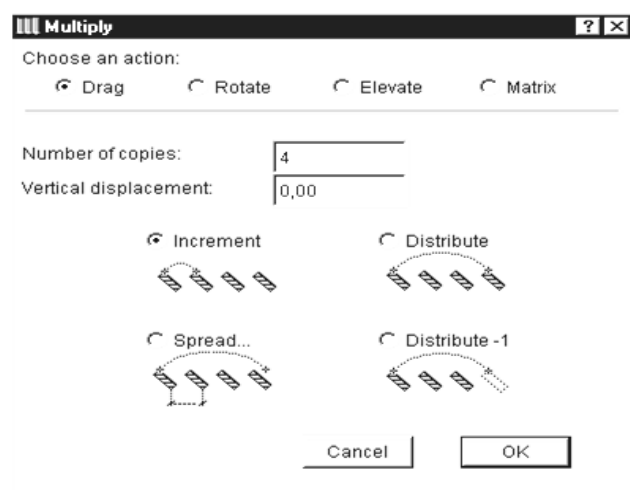 Multiply
Choose an action:
Drag Rotate Elevate Matrix
Number of copies: 4
Vertical displacement: 0,00
Increment Distribute
Spread... Distribute -1
Cancel OK